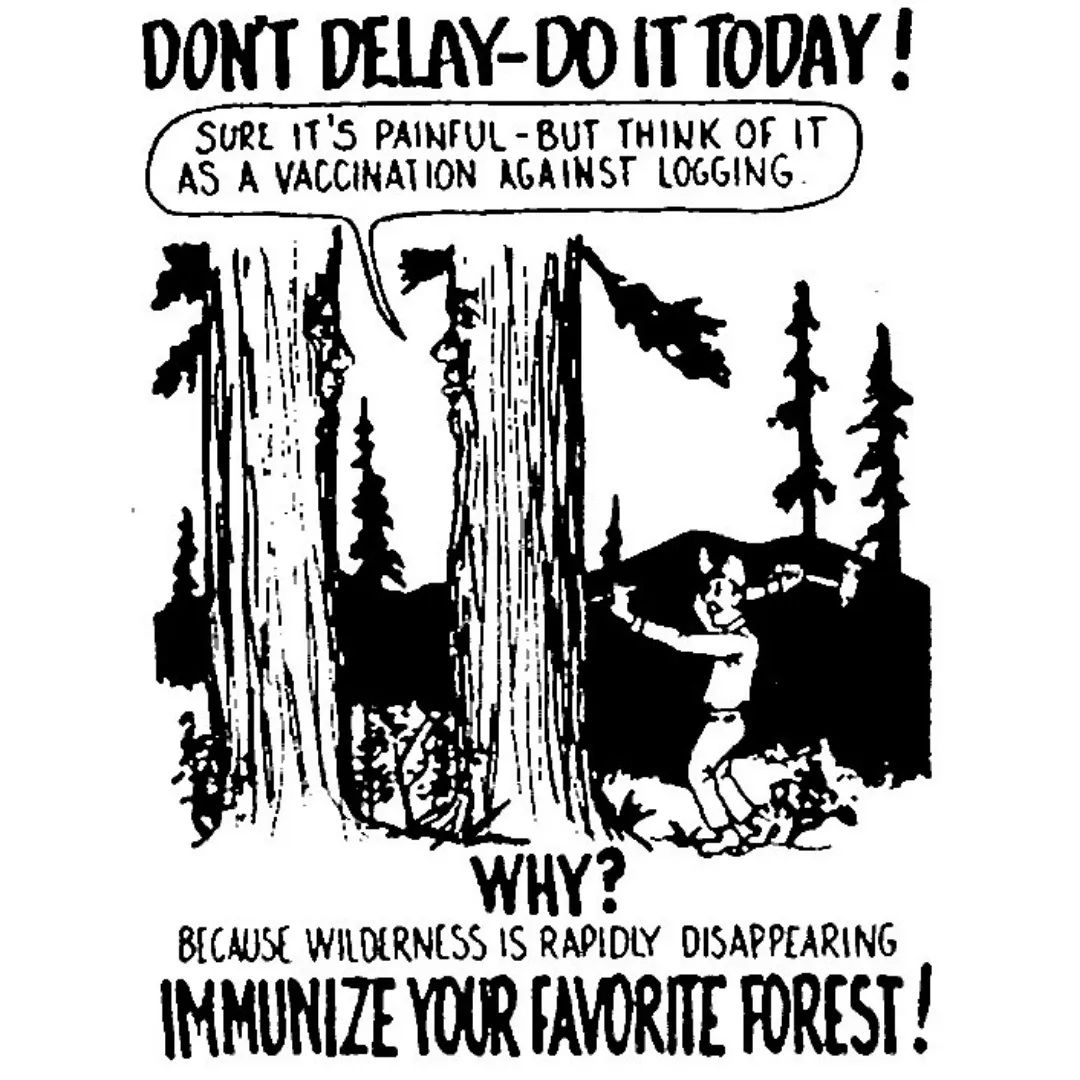 DON'T DELAY-DO IT TODAY!
SURE IT'S PAINFUL-BUT THINK OF IT
AS A VACCINATION AGAINST LOGGING.
WHY?
BECAUSE WILDERNESS IS RAPIDLY DISAPPEARING
IMMUNIZE YOUR FAVORITE FOREST!